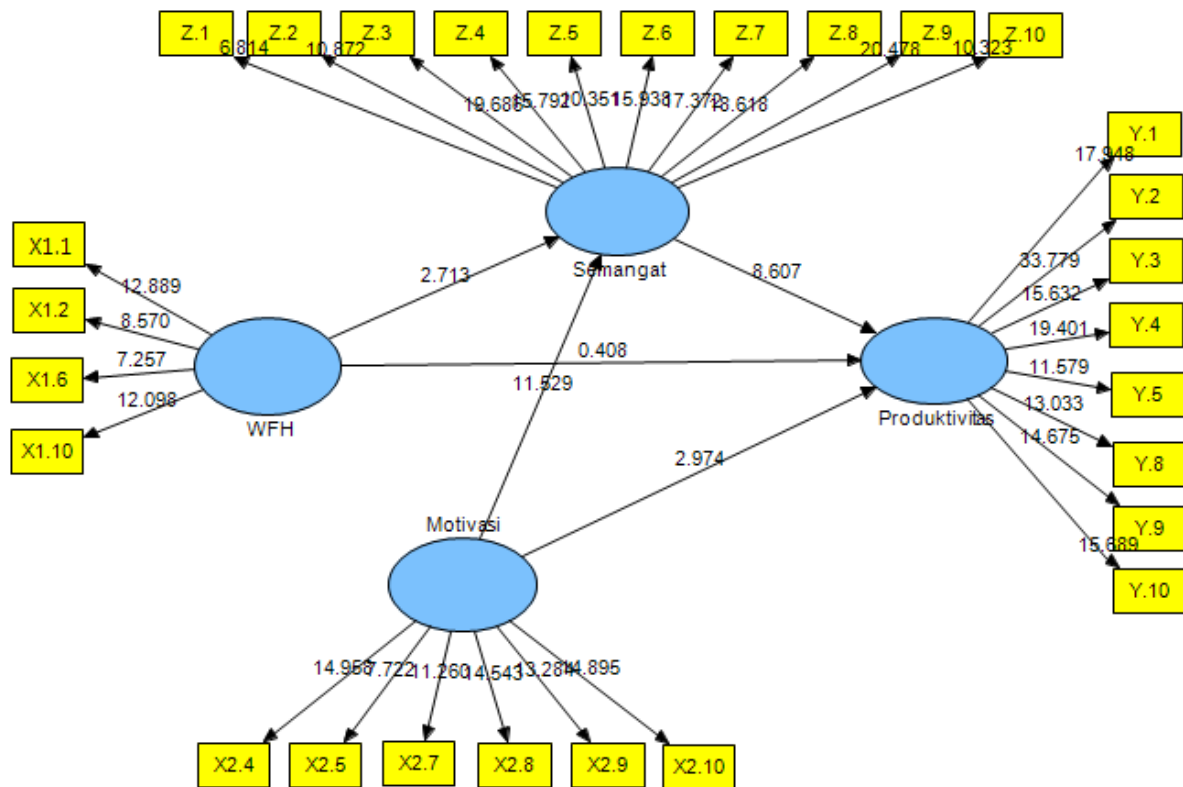 Z.1
Z.2
Z.3
Z.4
Z.5
Z.6
Z.7
Z.8
Z.9
Z.10
6.814
10.872
19.686
15.792
10.351
15.938
17.370
18.618
20.478
10.323
Y.1
17.948
Y.2
X1.1
33.779
Y.3
12.889
2.713
Semangat
8.607
15.632
X1.2
8.570
19.401
Y.4
7.257
0.408
11.579
X1.6
11.529
Y.5
12.098
13.033
WFH
Produktivitas
14.675
X1.10
2.974
Y.8
Motivasi
Y.9
15.689
Y.10
14.958
7.722
11.260
14.543
13.284
14.895
X2.4
X2.5
X2.7
X2.8
X2.9
X2.10